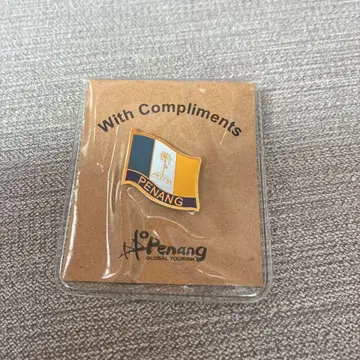 With Compliments
PENANG
Penang
GLOBAL TOURISM